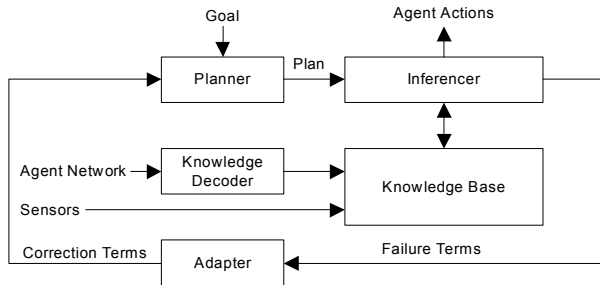 Goal
Agent Actions
Planner
Plan
Inferencer
Agent Network
Knowledge
Decoder
Knowledge Base
Sensors
Correction Terms
Adapter
Failure Terms